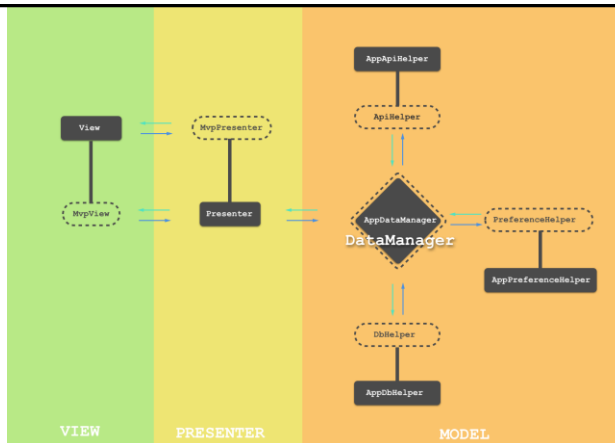 AppApiHelper
ApiHelper
View
MvpPresenter
MvpView
Presenter
AppDataManager
DataManager
PreferenceHelper
AppPreferenceHelper
DbHelper
AppDbHelper
VIEW
PRESENTER
MODEL